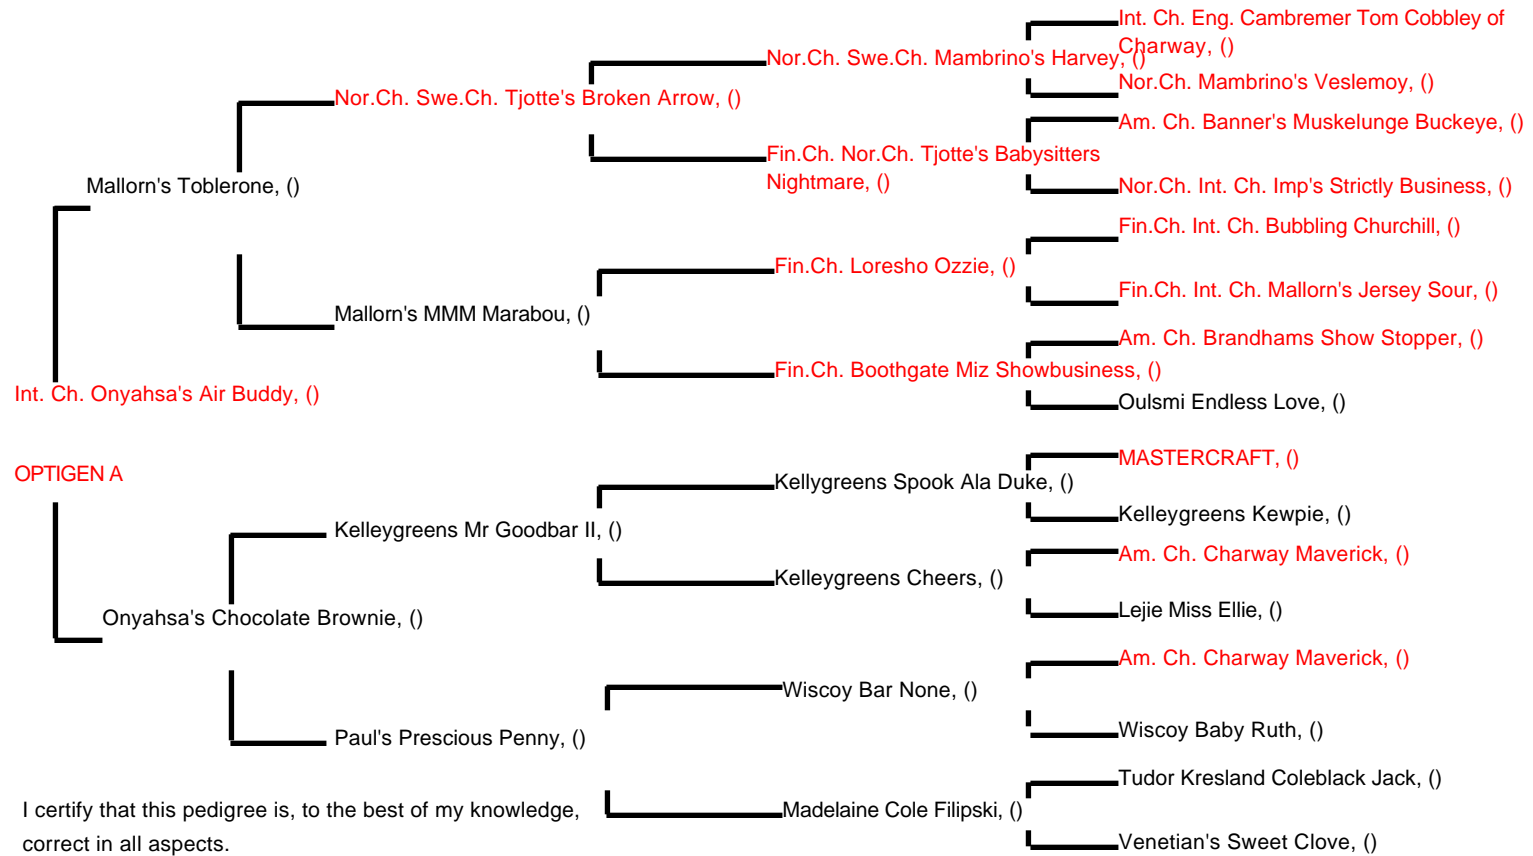 Int. Ch. Eng. Cambremer Tom Cobbley of
Charway, ()
Nor.Ch. Swe.Ch. Mambrino's Harvey, ()
Nor.Ch. Mambrino's Veslemoy, ()
Nor.Ch. Swe.Ch. Tjotte's Broken Arrow, ()
Am. Ch. Banner's Muskelunge Buckeye, ()
Fin.Ch. Nor.Ch. Tjotte's Babysitters
Nightmare, ()
Nor.Ch. Int. Ch. Imp's Strictly Business, ()
Mallorn's Toblerone, ()
Fin.Ch. Int. Ch. Bubbling Churchill, ()
Fin.Ch. Loresho Ozzie, ()
Fin.Ch. Int. Ch. Mallorn's Jersey Sour, ()
Mallorn's MMM Marabou, ()
Am. Ch. Brandhams Show Stopper, ()
Fin.Ch. Boothgate Miz Showbusiness, ()
Int. Ch. Onyahsa's Air Buddy, ()
Oulsmi Endless Love, ()
OPTIGEN A
MASTERCRAFT, ()
Kellygreens Spook Ala Duke, ()
Kelleygreens Kewpie, ()
Kelleygreens Mr Goodbar II, ()
Am. Ch. Charway Maverick, ()
Kelleygreens Cheers, ()
Lejie Miss Ellie, ()
Onyahsa's Chocolate Brownie, ()
Am. Ch. Charway Maverick, ()
Wiscoy Bar None, ()
Wiscoy Baby Ruth, ()
Paul's Prescious Penny, ()
Tudor Kresland Coleblack Jack, ()
Madelaine Cole Filipski, ()
Venetian's Sweet Clove, ()
I certify that this pedigree is, to the best of my knowledge,
correct in all aspects.